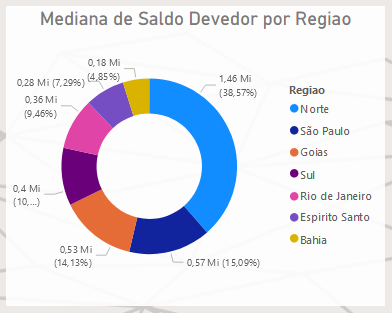 Mediana de Saldo Devedor por Regiao
0,18 Mi
(4,85%)
0,28 Mi (7,29%)
0,36 Mi
(9,46%)
0,4 Mi
(10,...)
0,53 Mi
(14,13%)
0,57 Mi (15,09%)
1,46 Mi
(38,57%)
Regiao
Norte
São Paulo
Goias
Sul
Rio de Janeiro
Espirito Santo
Bahia